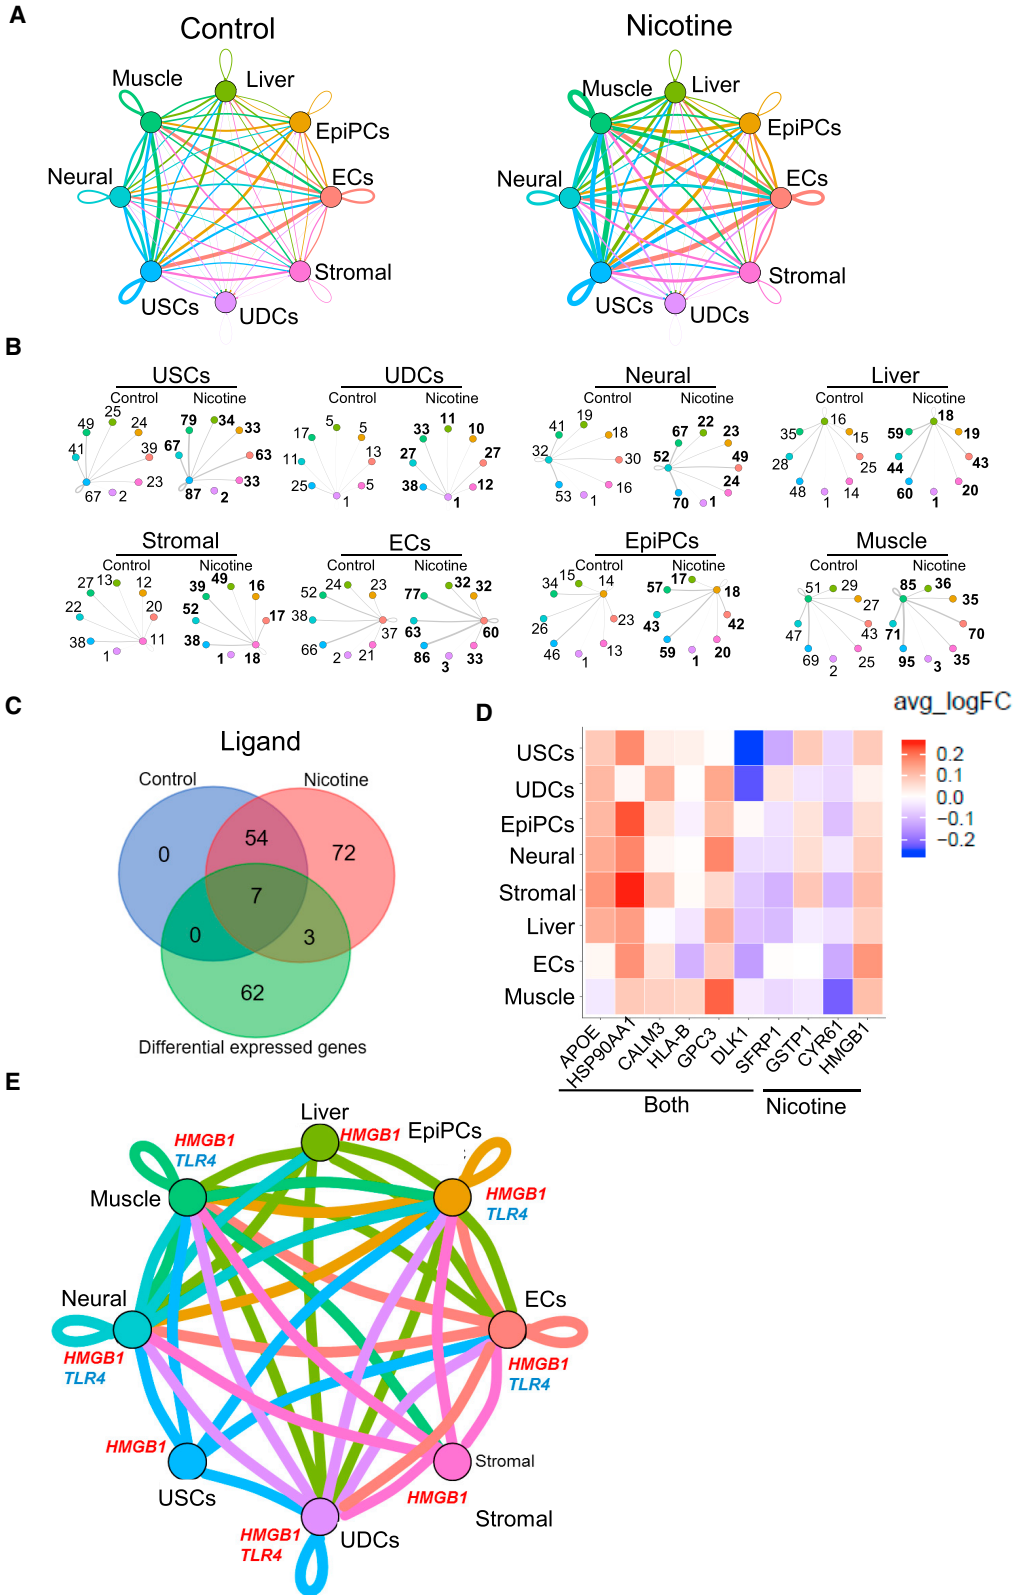 A
Control
Nicotine
Muscle
Liver
EpiPCs
Neural
ECs
Stromal
USCs
UDCs
Muscle
Liver
EpiPCs
Neural
ECs
Stromal
USCs
UDCs
B
USCs
Control
Nicotine
25
49
24
41
39
67
2
23
79
34
33
67
63
87
2
33
UDCs
Control
Nicotine
5
17
5
11
13
25
1
5
11
33
10
27
27
38
1
12
Neural
Control
Nicotine
19
41
18
32
30
53
1
16
22
67
23
52
49
70
1
24
Liver
Control
Nicotine
16
35
15
28
25
48
1
14
18
59
19
44
43
60
1
20
Stromal
Control
Nicotine
27
13
12
22
20
38
1
11
39
49
16
52
17
38
1
18
ECs
Control
Nicotine
24
23
52
38
37
66
2
21
32
32
77
63
60
86
3
33
EpiPCs
Control
Nicotine
15
14
34
26
23
46
1
13
17
18
57
43
42
59
1
20
Muscle
Control
Nicotine
51
29
27
47
43
69
2
25
85
36
35
71
70
95
3
35
C
Ligand
Control
Nicotine
0
54
72
7
0
3
62
Differential expressed genes
D
avg_logFC
0.2
0.1
0.0
−0.1
−0.2
USCs
UDCs
EpiPCs
Neural
Stromal
Liver
ECs
Muscle
APOE
HSP90AA1
CALM3
HLA-B
GPC3
DLK1
SFRP1
GSTP1
CYR61
HMGB1
Both
Nicotine
E
Liver
HMGB1
EpiPCs
HMGB1
TLR4
Muscle
HMGB1
TLR4
Neural
HMGB1
TLR4
ECs
HMGB1
TLR4
HMGB1
USCs
Stromal
HMGB1
Stromal
HMGB1
TLR4
UDCs